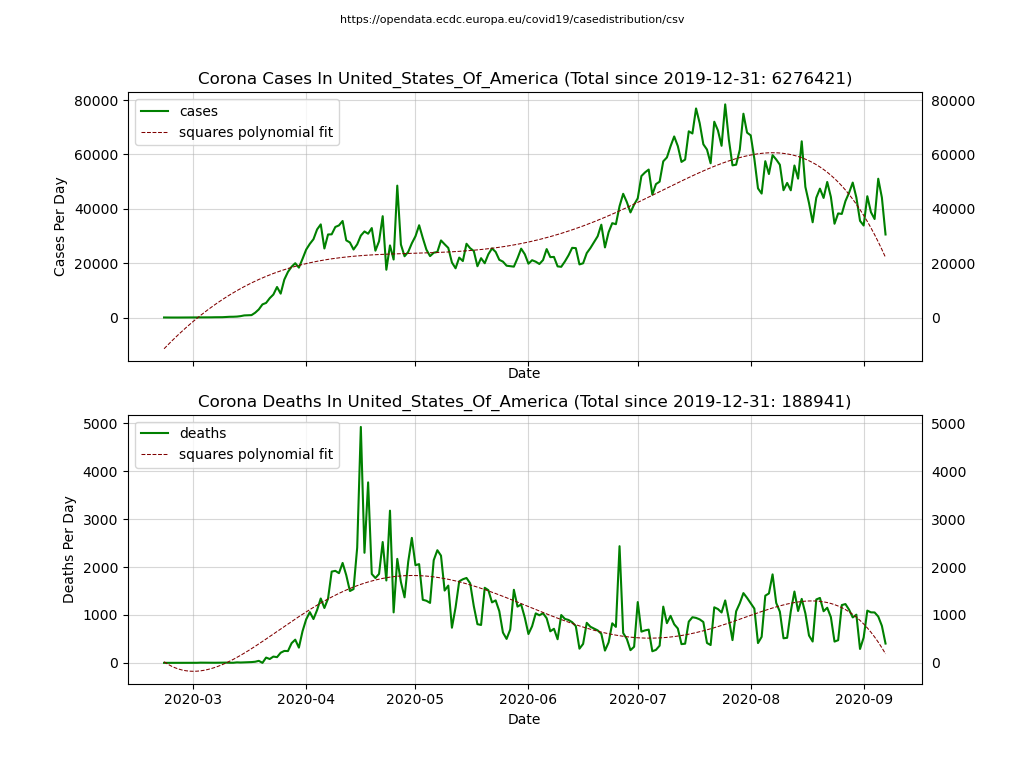 https://opendata.ecdc.europa.eu/covid19/casedistribution/csv
Corona Cases In United_States_Of_America (Total since 2019-12-31: 6276421)
cases
squares polynomial fit
Cases Per Day
80000
60000
40000
20000
0
80000
60000
40000
20000
0
Date
Corona Deaths In United_States_Of_America (Total since 2019-12-31: 188941)
deaths
squares polynomial fit
Deaths Per Day
5000
4000
3000
2000
1000
0
5000
4000
3000
2000
1000
0
2020-03 2020-04 2020-05 2020-06 2020-07 2020-08 2020-09
Date